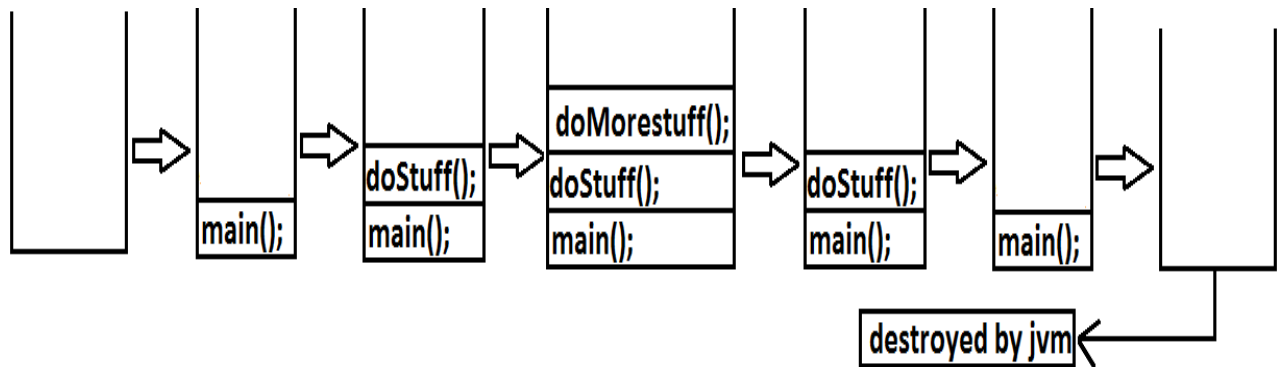 main();
doStuff();
main();
doMorestuff();
doStuff();
main();
doStuff();
main();
main();
destroyed by jvm